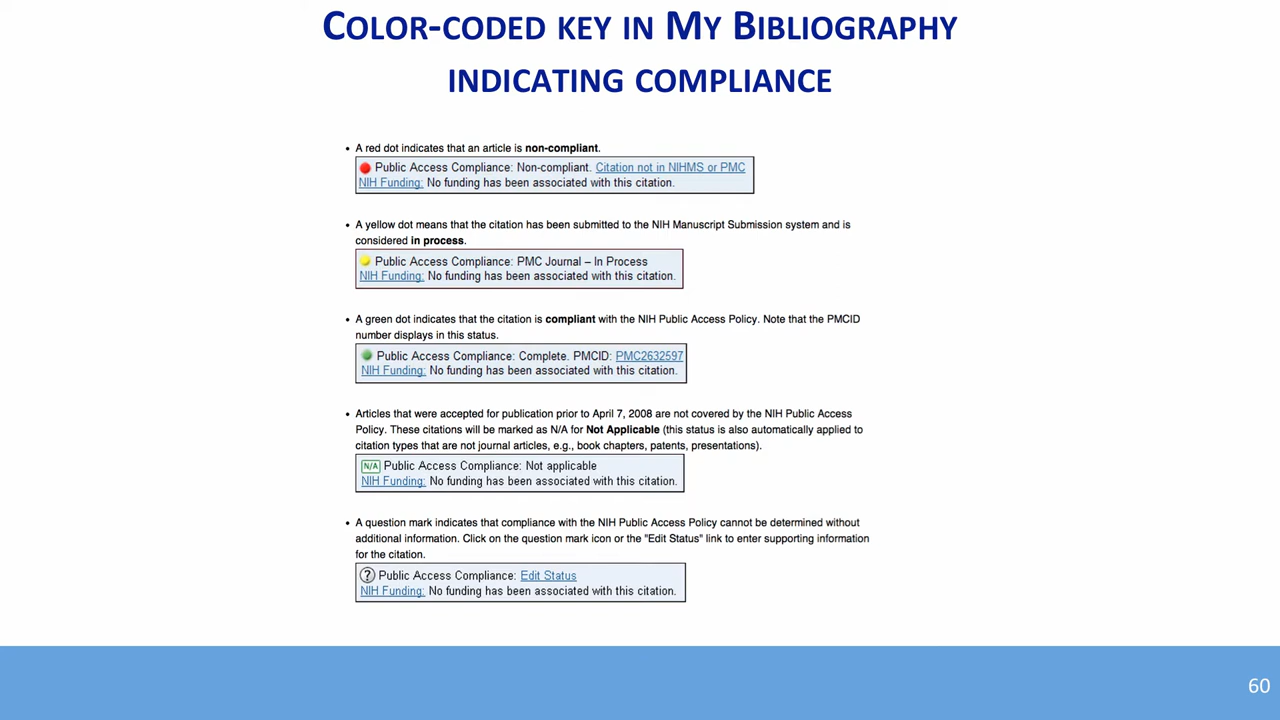 COLOR-CODED KEY IN MY BIBLIOGRAPHY
INDICATING COMPLIANCE
• A red dot indicates that an article is non-compliant.
Public Access Compliance: Non-compliant. Citation not in NIHMS or PMC
NIH Funding: No funding has been associated with this citation.
• A yellow dot means that the citation has been submitted to the NIH Manuscript Submission system and is
considered in process.
Public Access Compliance: PMC Journal – In Process
NIH Funding: No funding has been associated with this citation.
• A green dot indicates that the citation is compliant with the NIH Public Access Policy. Note that the PMCID
number displays in this status.
Public Access Compliance: Complete. PMCID: PMC2632597
NIH Funding: No funding has been associated with this citation.
• Articles that were accepted for publication prior to April 7, 2008 are not covered by the NIH Public Access
Policy. These citations will be marked as N/A for Not Applicable (this status is also automatically applied to
citation types that are not journal articles, e.g., book chapters, patents, presentations).
N/A Public Access Compliance: Not applicable
NIH Funding: No funding has been associated with this citation.
• A question mark indicates that compliance with the NIH Public Access Policy cannot be determined without
additional information. Click on the question mark icon or the "Edit Status" link to enter supporting information
for the citation.
? Public Access Compliance: Edit Status
NIH Funding: No funding has been associated with this citation.
60